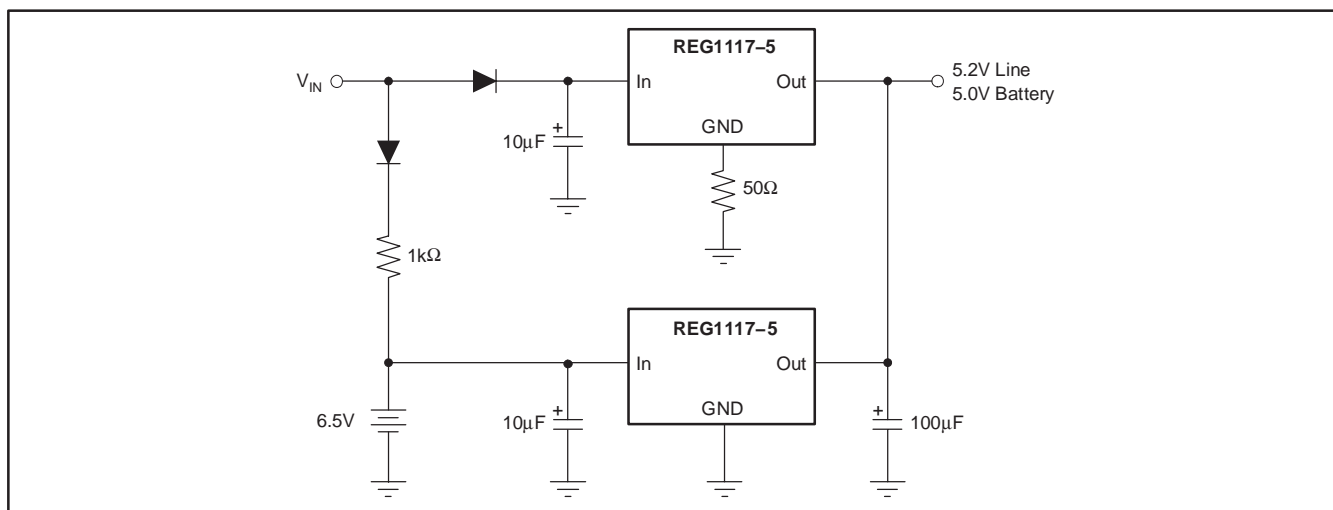 REG1117–5
V_IN
In
Out
5.2V Line
5.0V Battery
GND
+
10µF
50Ω
1kΩ
REG1117–5
In
Out
GND
6.5V
+
10µF
+
100µF